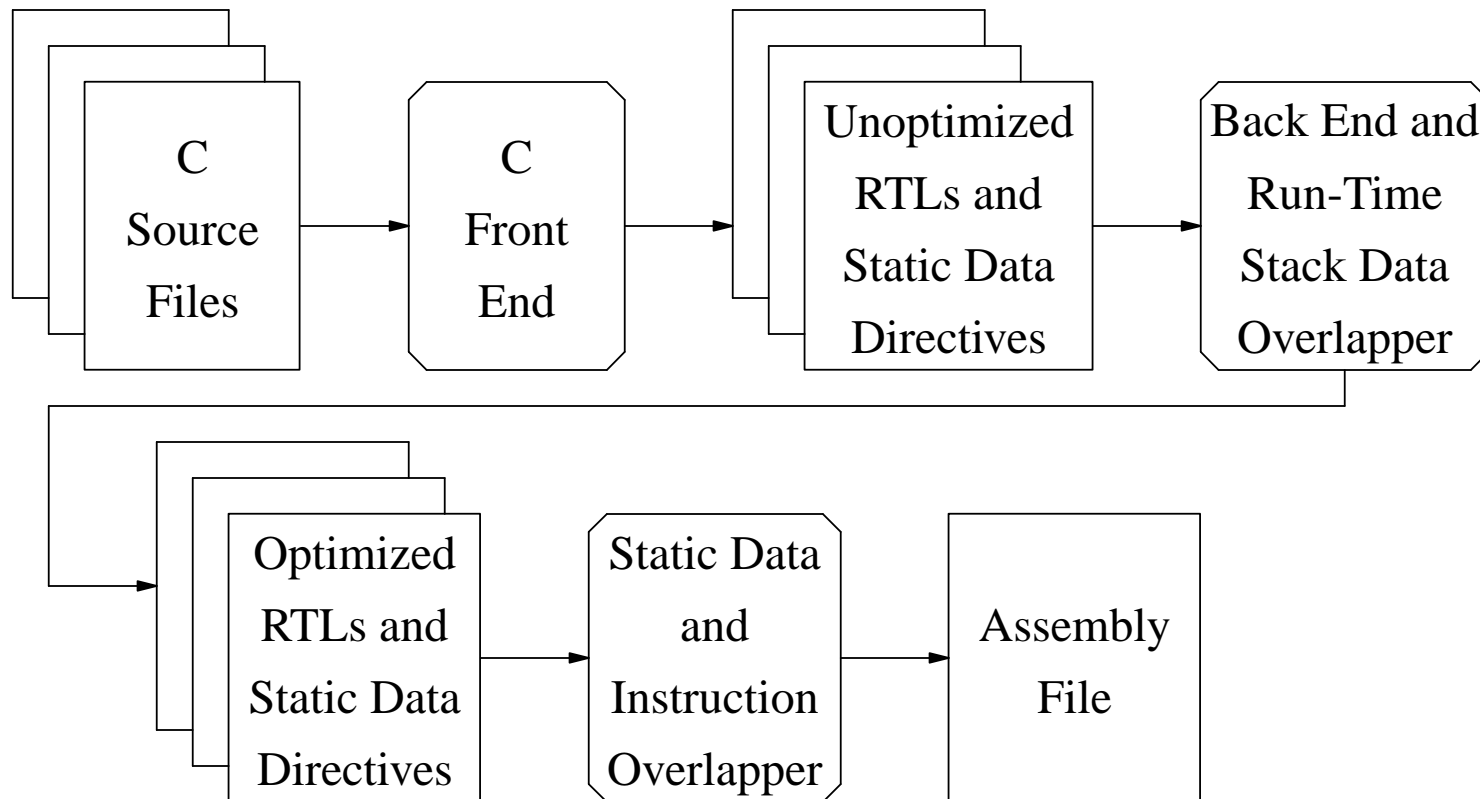 C
Source
Files
C
Front
End
Unoptimized
RTLs and
Static Data
Directives
Back End and
Run-Time
Stack Data
Overlapper
Optimized
RTLs and
Static Data
Directives
Static Data
and
Instruction
Overlapper
Assembly
File